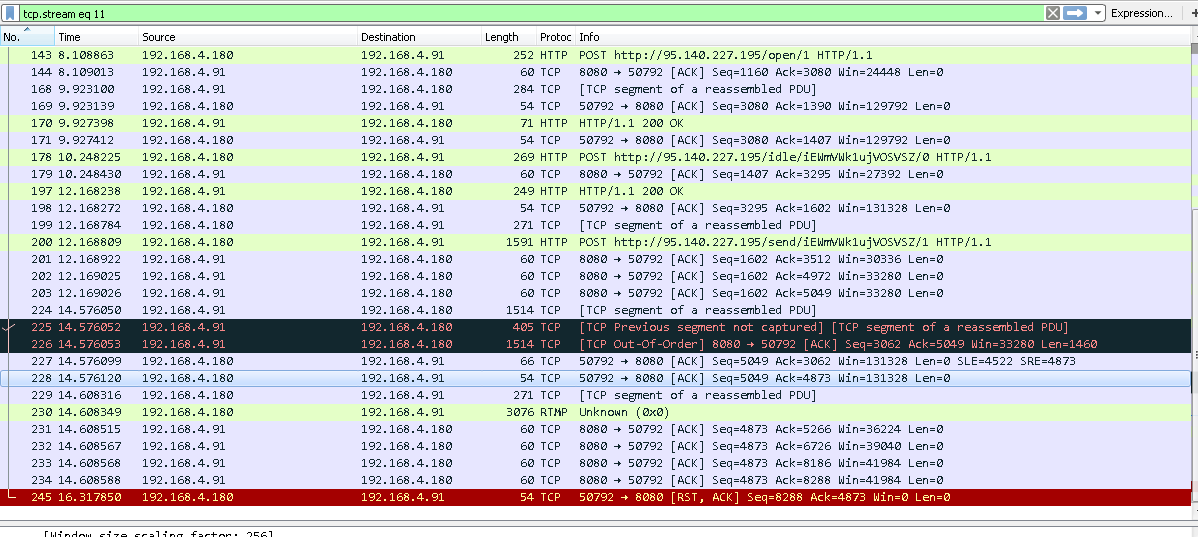 tcp.stream eq 11 Expression...
No. Time Source Destination Length Protoc Info
143 8.108863 192.168.4.180 192.168.4.91 252 HTTP POST http://95.140.227.195/open/1 HTTP/1.1
144 8.109013 192.168.4.91 192.168.4.180 60 TCP 8080 → 50792 [ACK] Seq=1160 Ack=3080 Win=24448 Len=0
168 9.923100 192.168.4.91 192.168.4.180 284 TCP [TCP segment of a reassembled PDU]
169 9.923139 192.168.4.180 192.168.4.91 54 TCP 50792 → 8080 [ACK] Seq=3080 Ack=1390 Win=129792 Len=0
170 9.927398 192.168.4.91 192.168.4.180 71 HTTP HTTP/1.1 200 OK
171 9.927412 192.168.4.180 192.168.4.91 54 TCP 50792 → 8080 [ACK] Seq=3080 Ack=1407 Win=129792 Len=0
178 10.248225 192.168.4.180 192.168.4.91 269 HTTP POST http://95.140.227.195/idle/iEWmVWk1ujVOSVSZ/0 HTTP/1.1
179 10.248430 192.168.4.91 192.168.4.180 60 TCP 8080 → 50792 [ACK] Seq=1407 Ack=3295 Win=27392 Len=0
197 12.168238 192.168.4.91 192.168.4.180 249 HTTP HTTP/1.1 200 OK
198 12.168272 192.168.4.180 192.168.4.91 54 TCP 50792 → 8080 [ACK] Seq=3295 Ack=1602 Win=131328 Len=0
199 12.168784 192.168.4.180 192.168.4.91 271 TCP [TCP segment of a reassembled PDU]
200 12.168809 192.168.4.180 192.168.4.91 1591 HTTP POST http://95.140.227.195/send/iEWmVWk1ujVOSVSZ/1 HTTP/1.1
201 12.168922 192.168.4.91 192.168.4.180 60 TCP 8080 → 50792 [ACK] Seq=1602 Ack=3512 Win=30336 Len=0
202 12.169025 192.168.4.91 192.168.4.180 60 TCP 8080 → 50792 [ACK] Seq=1602 Ack=4972 Win=33280 Len=0
203 12.169026 192.168.4.91 192.168.4.180 60 TCP 8080 → 50792 [ACK] Seq=1602 Ack=5049 Win=33280 Len=0
224 14.576050 192.168.4.91 192.168.4.180 1514 TCP [TCP segment of a reassembled PDU]
225 14.576052 192.168.4.91 192.168.4.180 405 TCP [TCP Previous segment not captured] [TCP segment of a reassembled PDU]
226 14.576053 192.168.4.91 192.168.4.180 1514 TCP [TCP Out-Of-Order] 8080 → 50792 [ACK] Seq=3062 Ack=5049 Win=33280 Len=1460
227 14.576099 192.168.4.180 192.168.4.91 66 TCP 50792 → 8080 [ACK] Seq=5049 Ack=3062 Win=131328 Len=0 SLE=4522 SRE=4873
228 14.576120 192.168.4.180 192.168.4.91 54 TCP 50792 → 8080 [ACK] Seq=5049 Ack=4873 Win=131328 Len=0
229 14.608316 192.168.4.180 192.168.4.91 271 TCP [TCP segment of a reassembled PDU]
230 14.608349 192.168.4.180 192.168.4.91 3076 RTMP Unknown (0x0)
231 14.608515 192.168.4.91 192.168.4.180 60 TCP 8080 → 50792 [ACK] Seq=4873 Ack=5266 Win=36224 Len=0
232 14.608567 192.168.4.91 192.168.4.180 60 TCP 8080 → 50792 [ACK] Seq=4873 Ack=6726 Win=39040 Len=0
233 14.608568 192.168.4.91 192.168.4.180 60 TCP 8080 → 50792 [ACK] Seq=4873 Ack=8186 Win=41984 Len=0
234 14.608588 192.168.4.91 192.168.4.180 60 TCP 8080 → 50792 [ACK] Seq=4873 Ack=8288 Win=41984 Len=0
245 16.317850 192.168.4.180 192.168.4.91 54 TCP 50792 → 8080 [RST, ACK] Seq=8288 Ack=4873 Win=0 Len=0
[Window size scaling factor: 256]